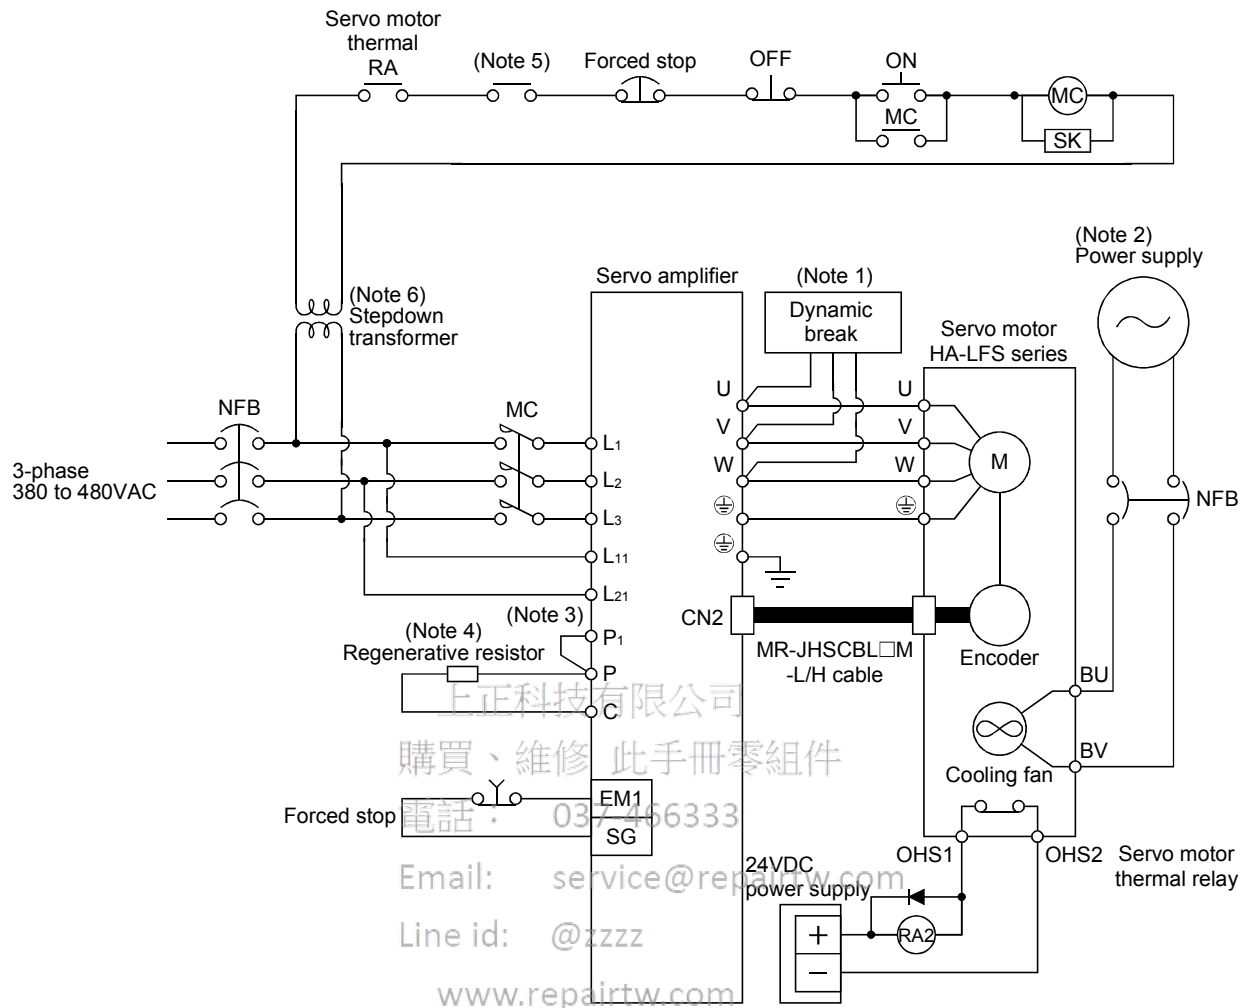 Servo motor
thermal
RA
(Note 5)
Forced stop
OFF
ON
MC
MC
SK
(Note 2)
Power supply
(Note 6)
Stepdown
transformer
Servo amplifier
(Note 1)
Dynamic
break
Servo motor
HA-LFS series
NFB
MC
U
U
V
V
W
W
M
3-phase
380 to 480VAC
L1
L2
L3
L11
L21
NFB
(Note 3)
P1
(Note 4)
Regenerative resistor
P
C
CN2
MR-JHSCBL□M
-L/H cable
Encoder
BU
BV
Cooling fan
上正科技有限公司
購買、維修 此手冊零組件
Forced stop
EM1
SG
電話： 037-466333
OHS1
OHS2
Servo motor
thermal relay
24VDC
power supply
Email: service@repairtw.com
+
RA2
−
Line id: @zzzz
www.repairtw.com